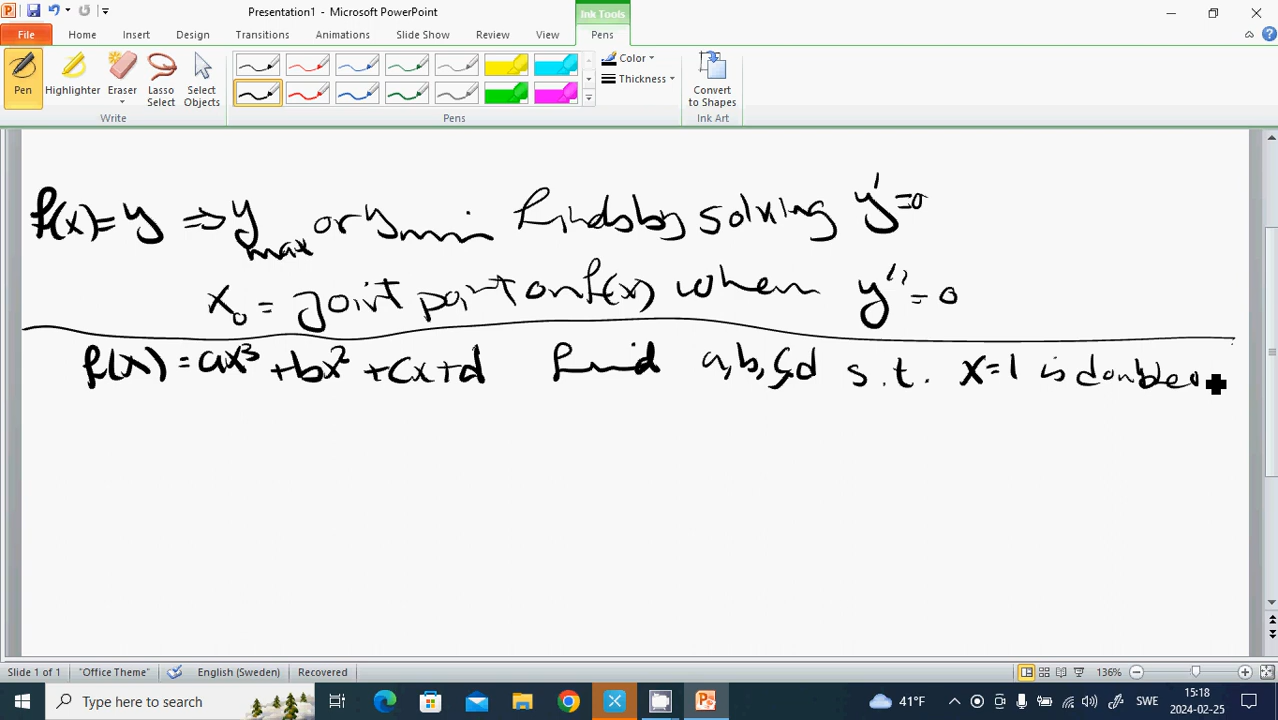 Presentation1 - Microsoft PowerPoint
Ink Tools
File Home Insert Design Transitions Animations Slide Show Review View Pens
Pen Highlighter Eraser Lasso Select Select Objects Color Thickness Convert to Shapes
Write Pens Ink Art
f(x) = y ⇒ y max or y min finds by solving y' = 0
x₀ = joint point on f(x) when y'' = 0
f(x) = ax³ + bx² + cx + d find a, b, c, d s.t. x = 1 is double
Slide 1 of 1 "Office Theme" English (Sweden) Recovered 136%
Type here to search 41°F SWE 15:18
2024-02-25